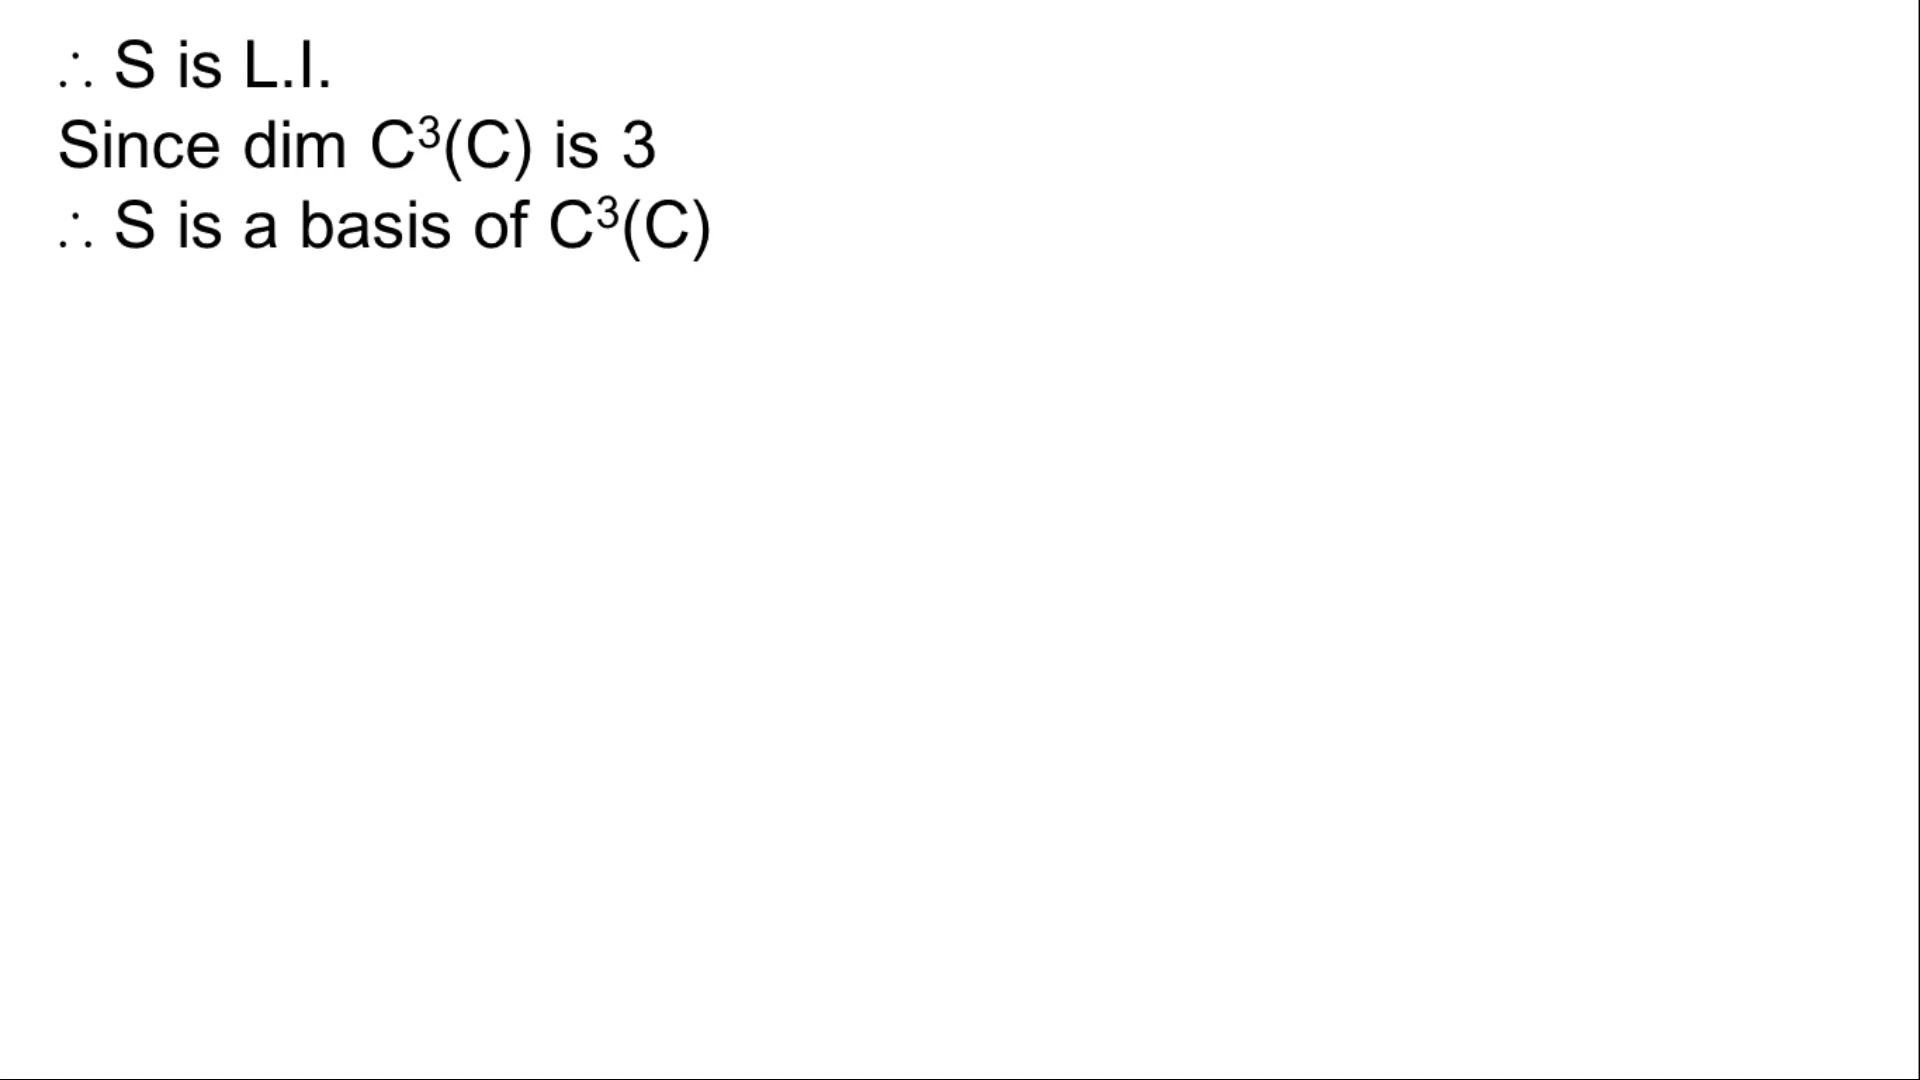 ∴ S is L.I.
Since dim C³(C) is 3
∴ S is a basis of C³(C)